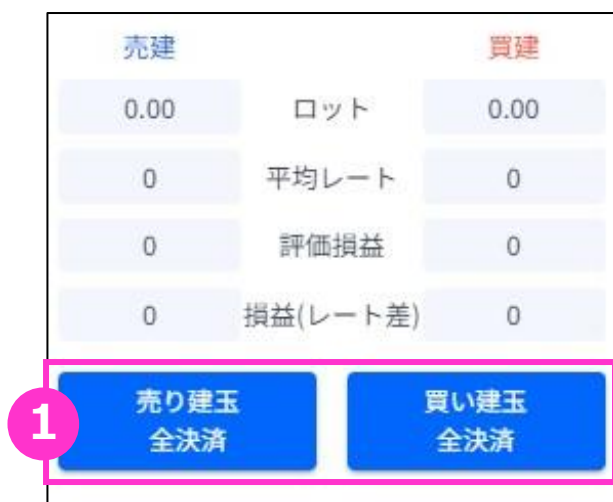 売建 買建
0.00 ロット 0.00
0 平均レート 0
0 評価損益 0
0 損益(レート差) 0
1
売り建玉 買い建玉
全決済 全決済